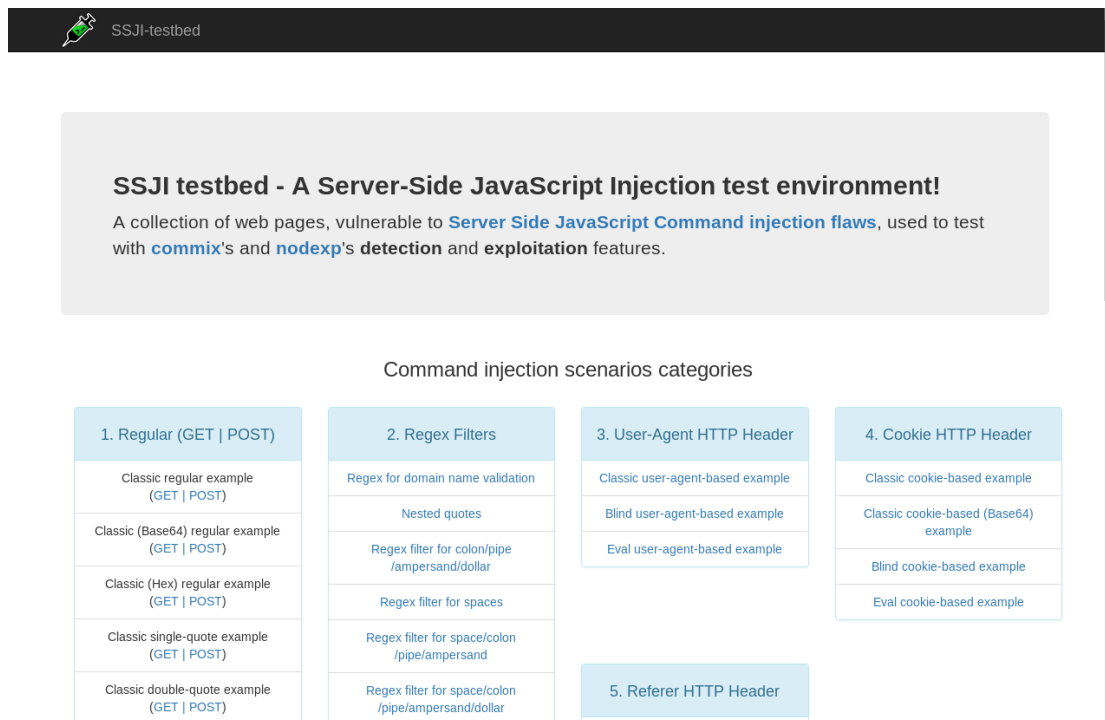 SSJI-testbed
SSJI testbed - A Server-Side JavaScript Injection test environment!
A collection of web pages, vulnerable to Server Side JavaScript Command injection flaws, used to test
with commix's and nodexp's detection and exploitation features.
Command injection scenarios categories
1. Regular (GET | POST)
Classic regular example
(GET | POST)
Classic (Base64) regular example
(GET | POST)
Classic (Hex) regular example
(GET | POST)
Classic single-quote example
(GET | POST)
Classic double-quote example
(GET | POST)
2. Regex Filters
Regex for domain name validation
Nested quotes
Regex filter for colon/pipe
/ampersand/dollar
Regex filter for spaces
Regex filter for space/colon
/pipe/ampersand
Regex filter for space/colon
/pipe/ampersand/dollar
3. User-Agent HTTP Header
Classic user-agent-based example
Blind user-agent-based example
Eval user-agent-based example
4. Cookie HTTP Header
Classic cookie-based example
Classic cookie-based (Base64)
example
Blind cookie-based example
Eval cookie-based example
5. Referer HTTP Header